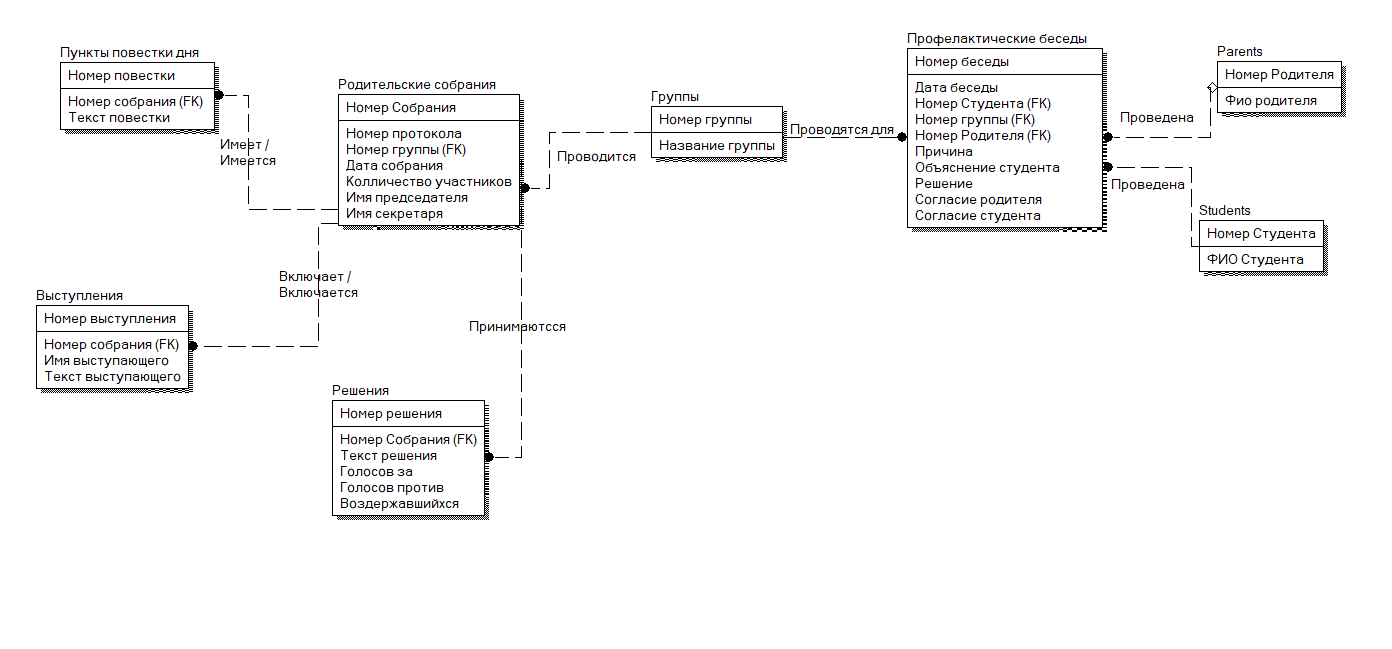 Пункты повестки дня
Номер повестки
Номер собрания (FK)
Текст повестки
Имеет /
Имеется
Родительские собрания
Номер Собрания
Номер протокола
Номер группы (FK)
Дата собрания
Колличество участников
Имя председателя
Имя секретаря
Проводится
Группы
Номер группы
Название группы
Проводятся для
Профелактические беседы
Номер беседы
Дата беседы
Номер Студента (FK)
Номер группы (FK)
Номер Родителя (FK)
Причина
Объяснение студента
Решение
Согласие родителя
Согласие студента
Parents
Номер Родителя
Фио родителя
Проведена
Проведена
Students
Номер Студента
ФИО Студента
Включает /
Включается
Выступления
Номер выступления
Номер собрания (FK)
Имя выступающего
Текст выступающего
Принимаютсся
Решения
Номер решения
Номер Собрания (FK)
Текст решения
Голосов за
Голосов против
Воздержавшийхся